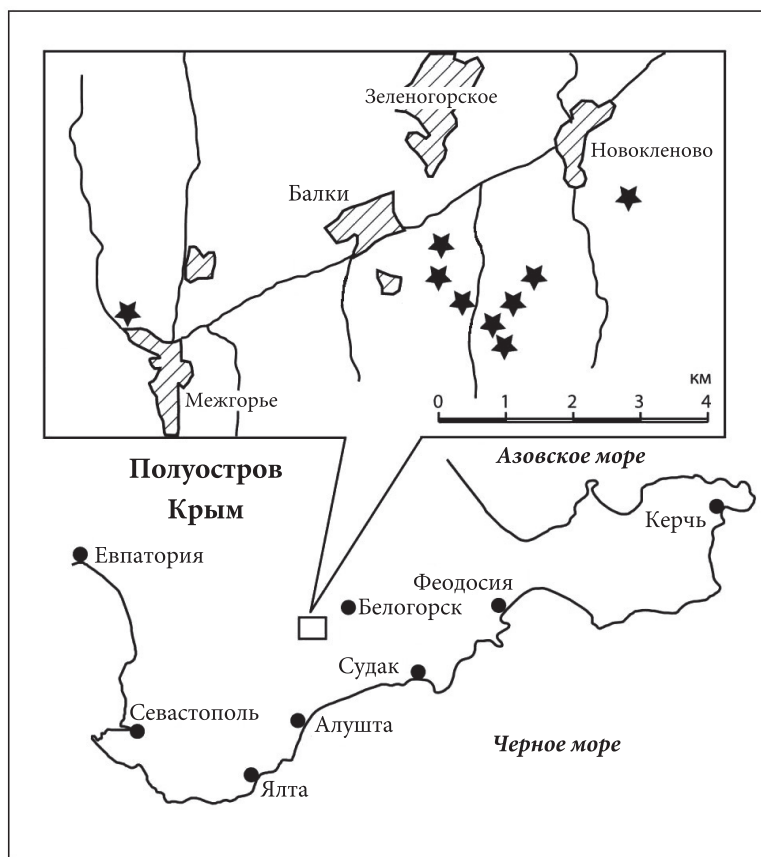 Зеленогорское
Новокленово
Балки
Межгорье
км
0 1 2 3 4
Полуостров
Крым
Азовское море
Керчь
Евпатория
Феодосия
Белогорск
Судак
Севастополь
Алушта
Черное море
Ялта